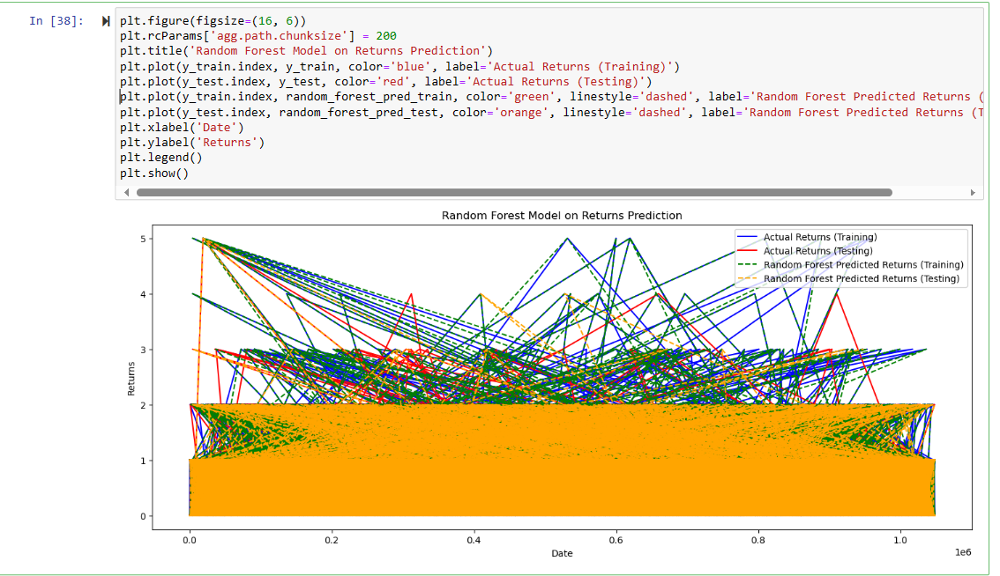 In [38]:
plt.figure(figsize=(16, 6))
plt.rcParams['agg.path.chunksize'] = 200
plt.title('Random Forest Model on Returns Prediction')
plt.plot(y_train.index, y_train, color='blue', label='Actual Returns (Training)')
plt.plot(y_test.index, y_test, color='red', label='Actual Returns (Testing)')
plt.plot(y_train.index, random_forest_pred_train, color='green', linestyle='dashed', label='Random Forest Predicted Returns (
plt.plot(y_test.index, random_forest_pred_test, color='orange', linestyle='dashed', label='Random Forest Predicted Returns (T
plt.xlabel('Date')
plt.ylabel('Returns')
plt.legend()
plt.show()
Random Forest Model on Returns Prediction
Actual Returns (Training)
Actual Returns (Testing)
Random Forest Predicted Returns (Training)
Random Forest Predicted Returns (Testing)
Returns
5
4
3
2
1
0
0.0 0.2 0.4 0.6 0.8 1.0
1e6
Date